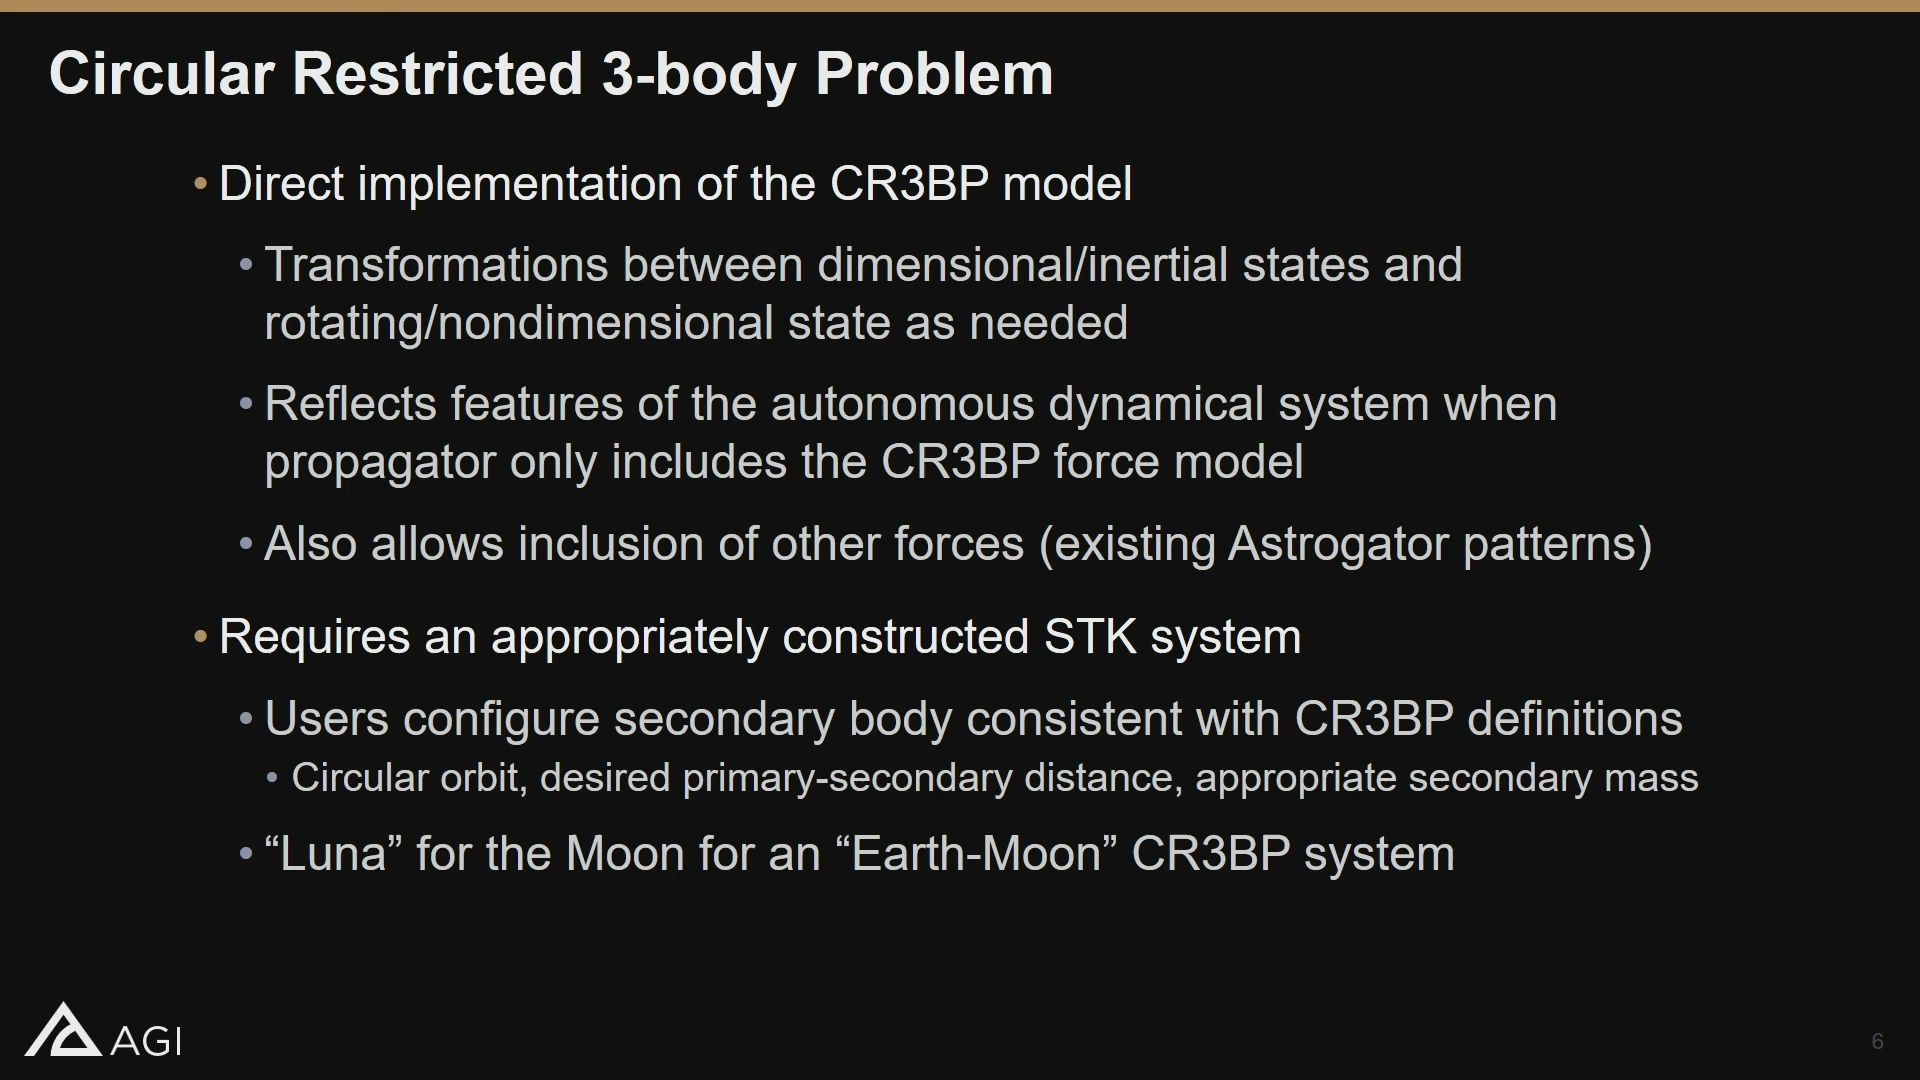 Circular Restricted 3-body Problem
• Direct implementation of the CR3BP model
• Transformations between dimensional/inertial states and
rotating/nondimensional state as needed
• Reflects features of the autonomous dynamical system when
propagator only includes the CR3BP force model
• Also allows inclusion of other forces (existing Astrogator patterns)
• Requires an appropriately constructed STK system
• Users configure secondary body consistent with CR3BP definitions
• Circular orbit, desired primary-secondary distance, appropriate secondary mass
• “Luna” for the Moon for an “Earth-Moon” CR3BP system
AGI
6